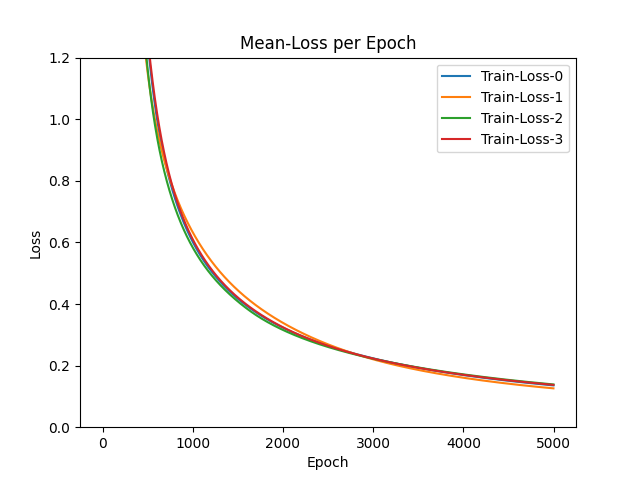 Mean-Loss per Epoch
1.2
1.0
0.8
0.6
0.4
0.2
0.0
Loss
Train-Loss-0
Train-Loss-1
Train-Loss-2
Train-Loss-3
0 1000 2000 3000 4000 5000
Epoch